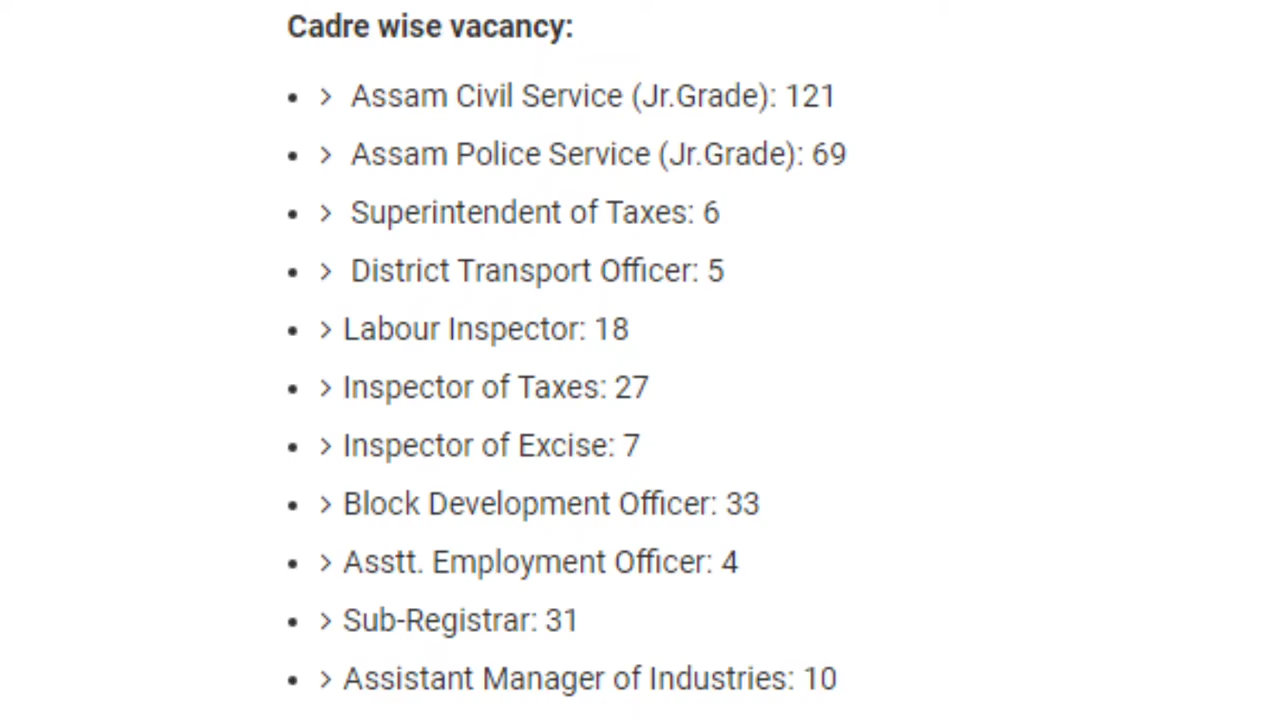 Cadre wise vacancy:
• > Assam Civil Service (Jr.Grade): 121
• > Assam Police Service (Jr.Grade): 69
• > Superintendent of Taxes: 6
• > District Transport Officer: 5
• > Labour Inspector: 18
• > Inspector of Taxes: 27
• > Inspector of Excise: 7
• > Block Development Officer: 33
• > Asstt. Employment Officer: 4
• > Sub-Registrar: 31
• > Assistant Manager of Industries: 10